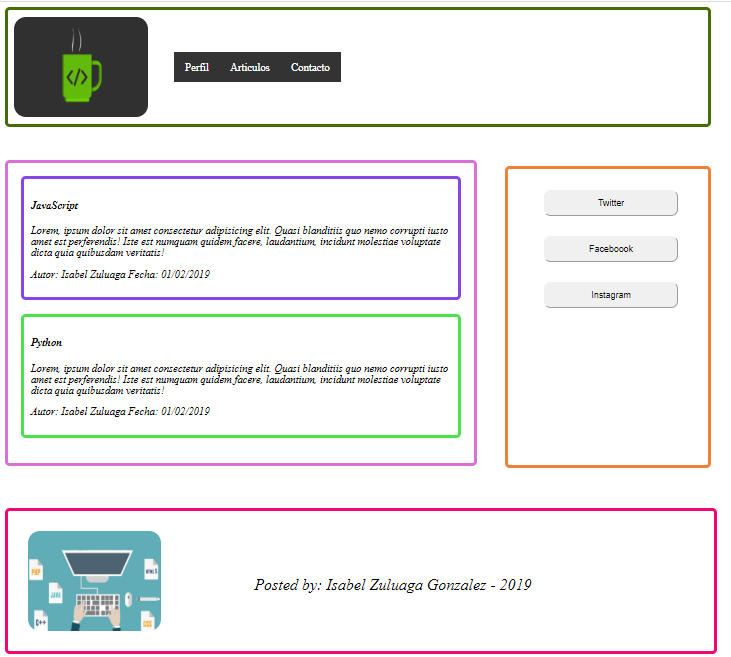 </>
Perfil Articulos Contacto
JavaScript
Lorem, ipsum dolor sit amet consectetur adipisicing elit. Quasi blanditiis quo nemo corrupti iusto
amet est perferendis! Iste est numquam quidem facere, laudantium, incidunt molestiae voluptate
dicta quia quibusdam veritatis!
Autor: Isabel Zuluaga Fecha: 01/02/2019
Python
Lorem, ipsum dolor sit amet consectetur adipisicing elit. Quasi blanditiis quo nemo corrupti iusto
amet est perferendis! Iste est numquam quidem facere, laudantium, incidunt molestiae voluptate
dicta quia quibusdam veritatis!
Autor: Isabel Zuluaga Fecha: 01/02/2019
Twitter
Faceboook
Instagram
PHP
HTML5
JAVA
C++
CSS
Posted by: Isabel Zuluaga Gonzalez - 2019